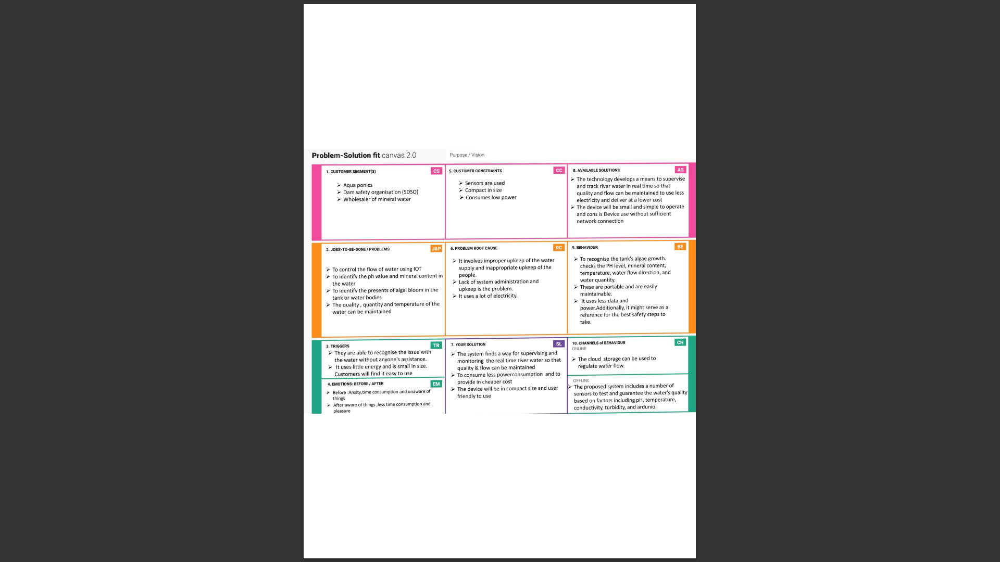 Problem-Solution fit canvas 2.0
Purpose / Vision
1. CUSTOMER SEGMENT(S)
CS
➢ Aqua ponics
➢ Dam safety organisation (SDSO)
➢ Wholesaler of mineral water
5. CUSTOMER CONSTRAINTS
CC
➢ Sensors are used
➢ Compact in size
➢ Consumes low power
8. AVAILABLE SOLUTIONS
AS
➢ The technology develops a means to supervise
and track river water in real time so that
quality and flow can be maintained to use less
electricity and deliver at a lower cost
➢ The device will be small and simple to operate
and cons is Device use without sufficient
network connection
2. JOBS-TO-BE-DONE / PROBLEMS
J&P
➢ To control the flow of water using IOT
➢ To identify the ph value and mineral content in
the water
➢ To identify the presents of algal bloom in the
tank or water bodies
➢ The quality , quantity and temperature of the
water can be maintained
6. PROBLEM ROOT CAUSE
RC
➢ It involves improper upkeep of the water
supply and inappropriate upkeep of the
people.
➢ Lack of system administration and
upkeep is the problem.
➢ It uses a lot of electricity.
9. BEHAVIOUR
BE
➢ To recognise the tank's algae growth.
checks the PH level, mineral content,
temperature, water flow direction, and
water quantity.
➢ These are portable and are easily
maintainable.
➢ It uses less data and
power.Additionally, it might serve as a
reference for the best safety steps to
take.
3. TRIGGERS
TR
➢ They are able to recognise the issue with
the water without anyone's assistance.
➢ It uses little energy and is small in size.
Customers will find it easy to use
4. EMOTIONS: BEFORE / AFTER
EM
➢ Before :Anxity,time consumption and unaware of
things
➢ After:aware of things ,less time consumption and
pleasure
7. YOUR SOLUTION
SL
➢ The system finds a way for supervising and
monitoring the real time river water so that
quality & flow can be maintained
➢ To consume less powerconsumption and to
provide in cheaper cost
➢ The device will be in compact size and user
friendly to use
10. CHANNELS of BEHAVIOUR
CH
ONLINE
➢ The cloud storage can be used to
regulate water flow.
OFFLINE
➢ The proposed system includes a number of
sensors to test and guarantee the water's quality
based on factors including pH, temperature,
conductivity, turbidity, and ardunio.